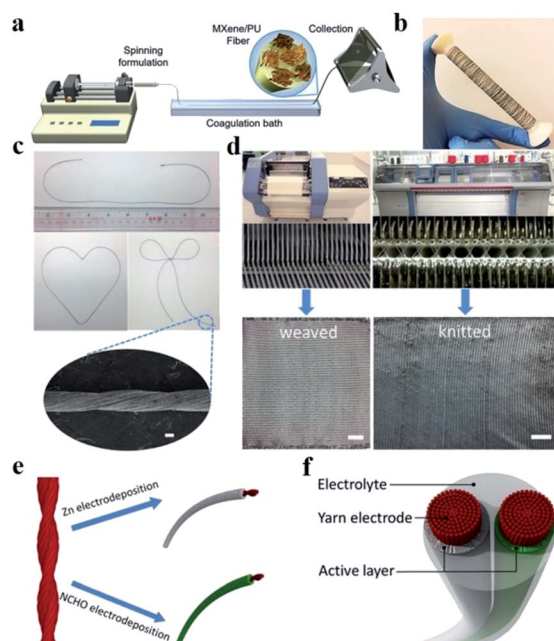 a
Spinning
formulation
MXene/PU
Fiber
Collection
Coagulation bath
b
c
d
weaved
knitted
e
Zn electrodeposition
NCHO electrodeposition
f
Electrolyte
Yarn electrode
Active layer